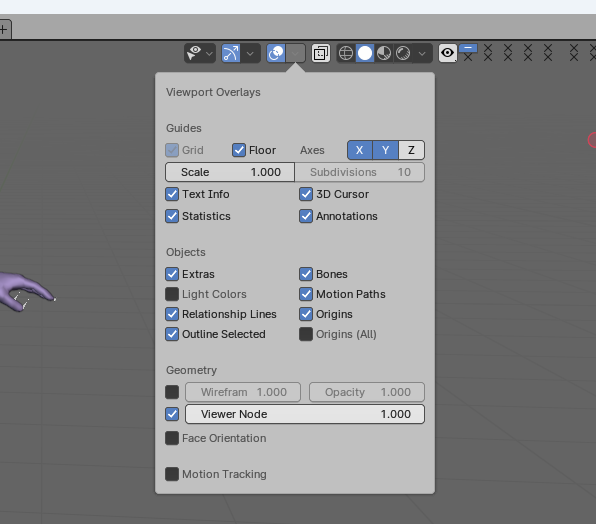 Viewport Overlays
Guides
Grid Floor Axes X Y Z
Scale 1.000 Subdivisions 10
Text Info 3D Cursor
Statistics Annotations
Objects
Extras Bones
Light Colors Motion Paths
Relationship Lines Origins
Outline Selected Origins (All)
Geometry
Wirefram 1.000 Opacity 1.000
Viewer Node 1.000
Face Orientation
Motion Tracking